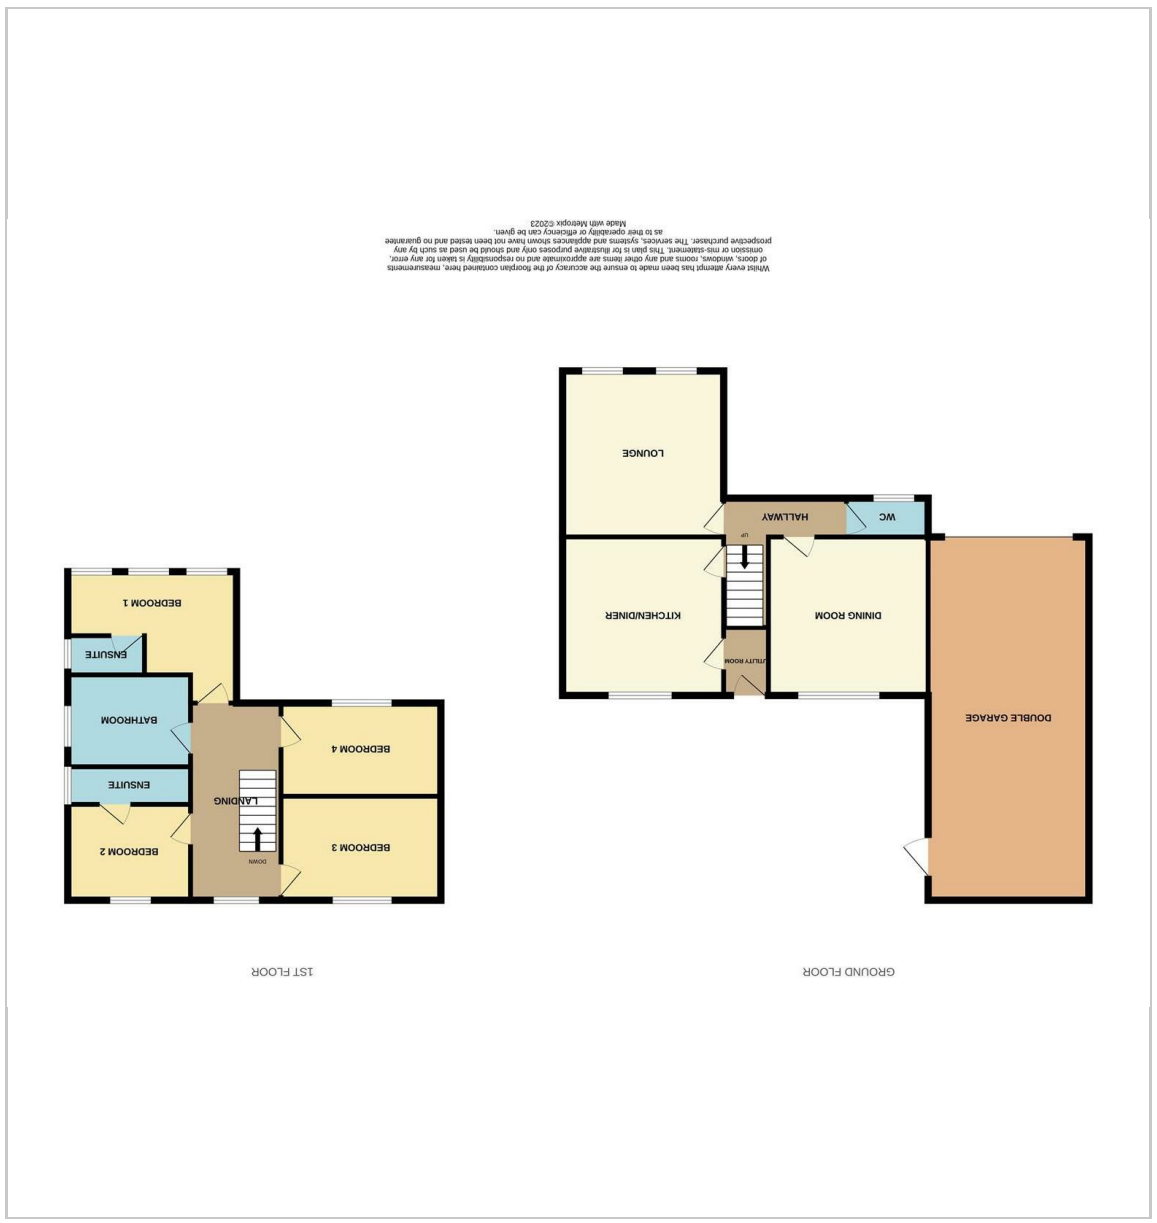 GROUND FLOOR
DOUBLE GARAGE
UTILITY ROOM
DINING ROOM
KITCHEN/DINER
UP
WC
HALLWAY
LOUNGE
1ST FLOOR
DOWN
BEDROOM 3
BEDROOM 2
LANDING
ENSUITE
BEDROOM 4
BATHROOM
ENSUITE
BEDROOM 1
Whilst every attempt has been made to ensure the accuracy of the floorplan contained here, measurements
of doors, windows, rooms and any other items are approximate and no responsibility is taken for any error,
omission or mis-statement. This plan is for illustrative purposes only and should be used as such by any
prospective purchaser. The services, systems and appliances shown have not been tested and no guarantee
as to their operability or efficiency can be given.
Made with Metropix ©2023